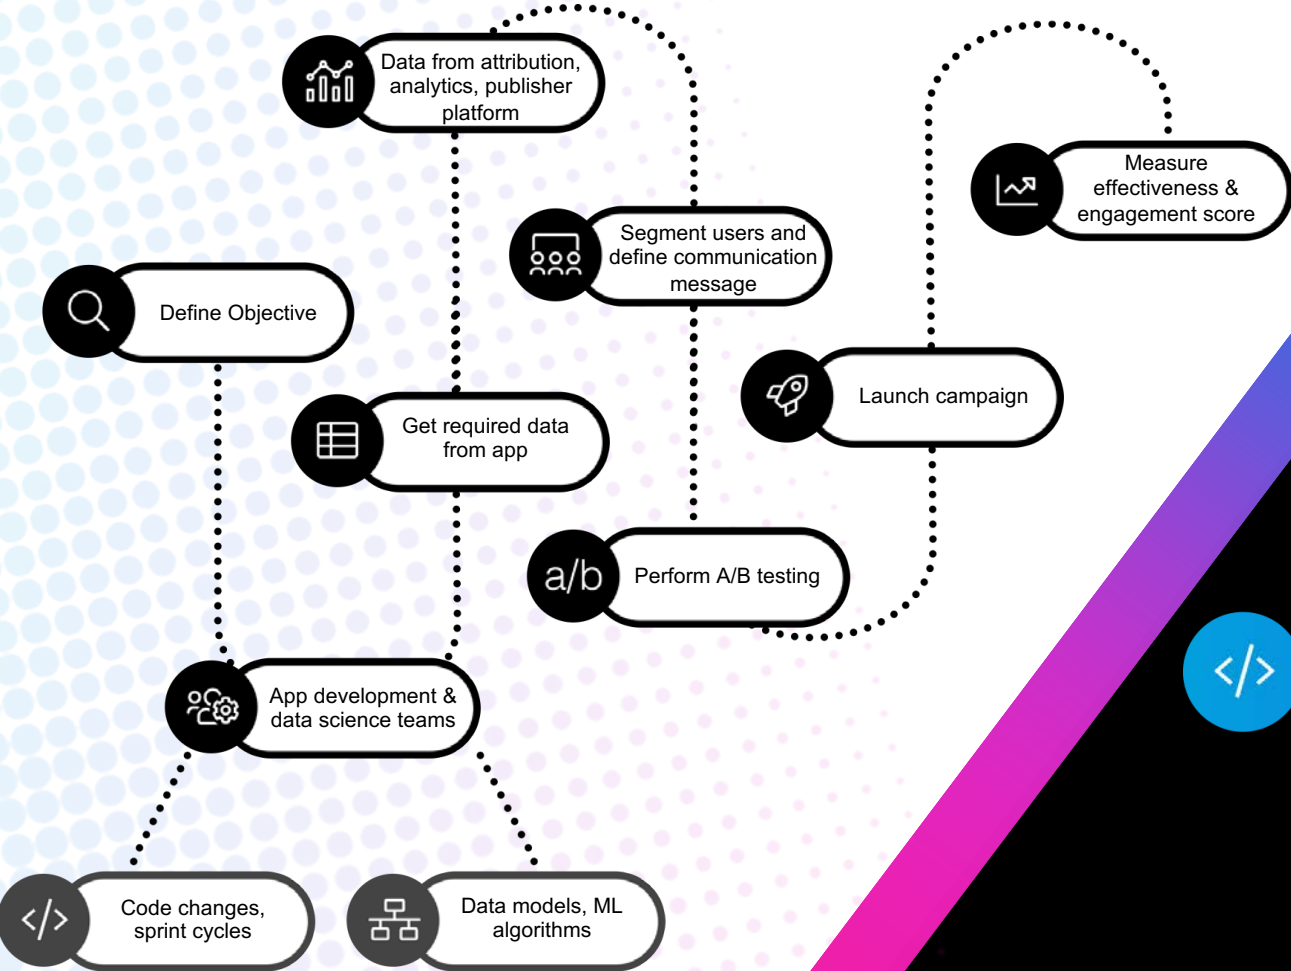 Data from attribution,
analytics, publisher
platform
Measure
effectiveness &
engagement score
Segment users and
define communication
message
Define Objective
Launch campaign
Get required data
from app
a/b
Perform A/B testing
</>
App development &
data science teams
</>
Code changes,
sprint cycles
Data models, ML
algorithms